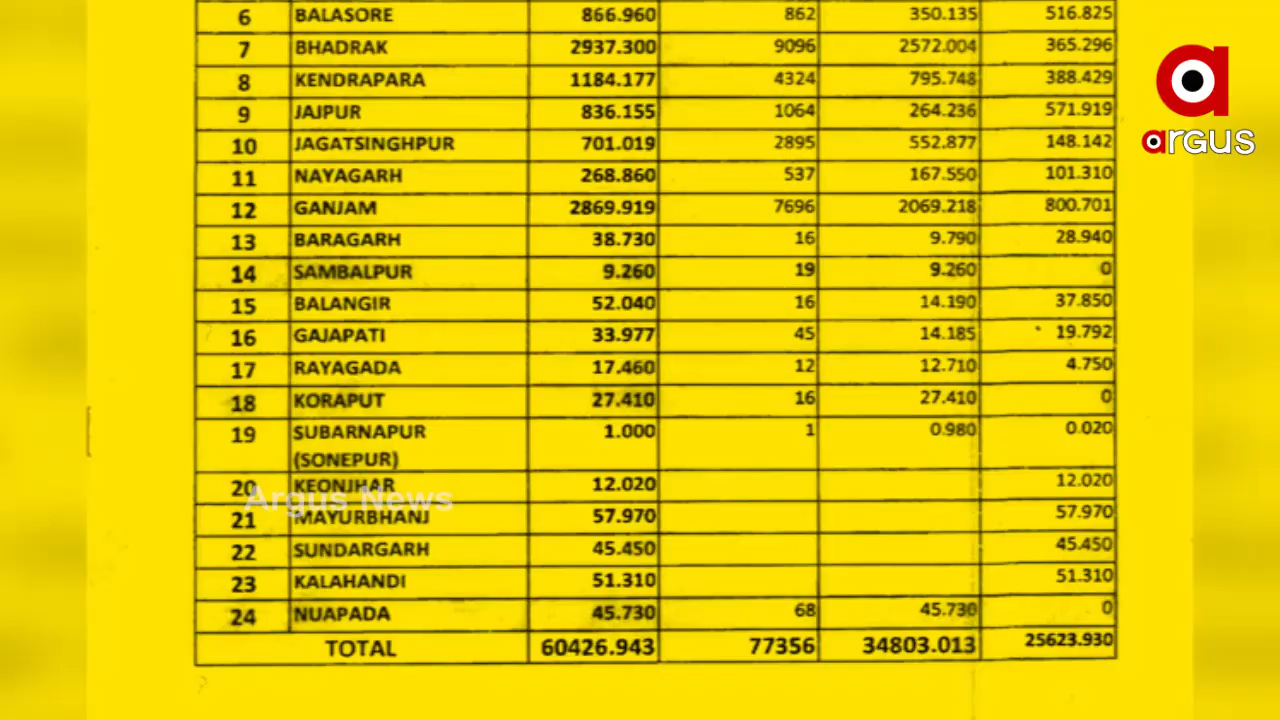 6 BALASORE 866.960 862 350.135 516.825
7 BHADRAK 2937.300 9096 2572.004 365.296
8 KENDRAPARA 1184.177 4324 795.748 388.429
9 JAJPUR 836.155 1064 264.236 571.919
10 JAGATSINGHPUR 701.019 2895 552.877 148.142
11 NAYAGARH 268.860 537 167.550 101.310
12 GANJAM 2869.919 7696 2069.218 800.701
13 BARAGARH 38.730 16 9.790 28.940
14 SAMBALPUR 9.260 19 9.260 0
15 BALANGIR 52.040 16 14.190 37.850
16 GAJAPATI 33.977 45 14.185 19.792
17 RAYAGADA 17.460 12 12.710 4.750
18 KORAPUT 27.410 16 27.410 0
19 SUBARNAPUR 1.000 1 0.980 0.020
(SONEPUR)
20 KEONJHAR 12.020 12.020
21 MAYURBHANJ 57.970 57.970
22 SUNDARGARH 45.450 45.450
23 KALAHANDI 51.310 51.310
24 NUAPADA 45.730 68 45.730 0
TOTAL 60426.943 77356 34803.013 25623.930
argus
Argus News